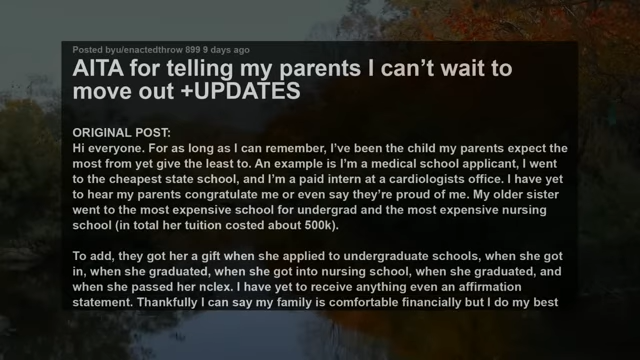 Posted byu/enactedthrow 899 9 days ago
AITA for telling my parents I can't wait to
move out +UPDATES
ORIGINAL POST:
Hi everyone. For as long as I can remember, I've been the child my parents expect the
most from yet give the least to. An example is I'm a medical school applicant, I went
to the cheapest state school, and I'm a paid intern at a cardiologists office. I have yet
to hear my parents congratulate me or even say they're proud of me. My older sister
went to the most expensive school for undergrad and the most expensive nursing
school (in total her tuition costed about 500k).
To add, they got her a gift when she applied to undergraduate schools, when she got
in, when she graduated, when she got into nursing school, when she graduated, and
when she passed her nclex. I have yet to receive anything even an affirmation
statement. Thankfully I can say my family is comfortable financially but I do my best